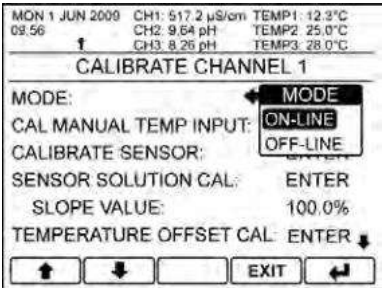 MON 1 JUN 2009 CH1: 517.2 µS/cm TEMP1: 12.3°C
09:56 CH2: 9.64 pH TEMP2: 25.0°C
CH3: 8.26 pH TEMP3: 28.0°C
CALIBRATE CHANNEL 1
MODE: MODE
CAL MANUAL TEMP INPUT: ON-LINE
OFF-LINE
CALIBRATE SENSOR: ENTER
SENSOR SOLUTION CAL: ENTER
SLOPE VALUE: 100.0%
TEMPERATURE OFFSET CAL: ENTER
EXIT